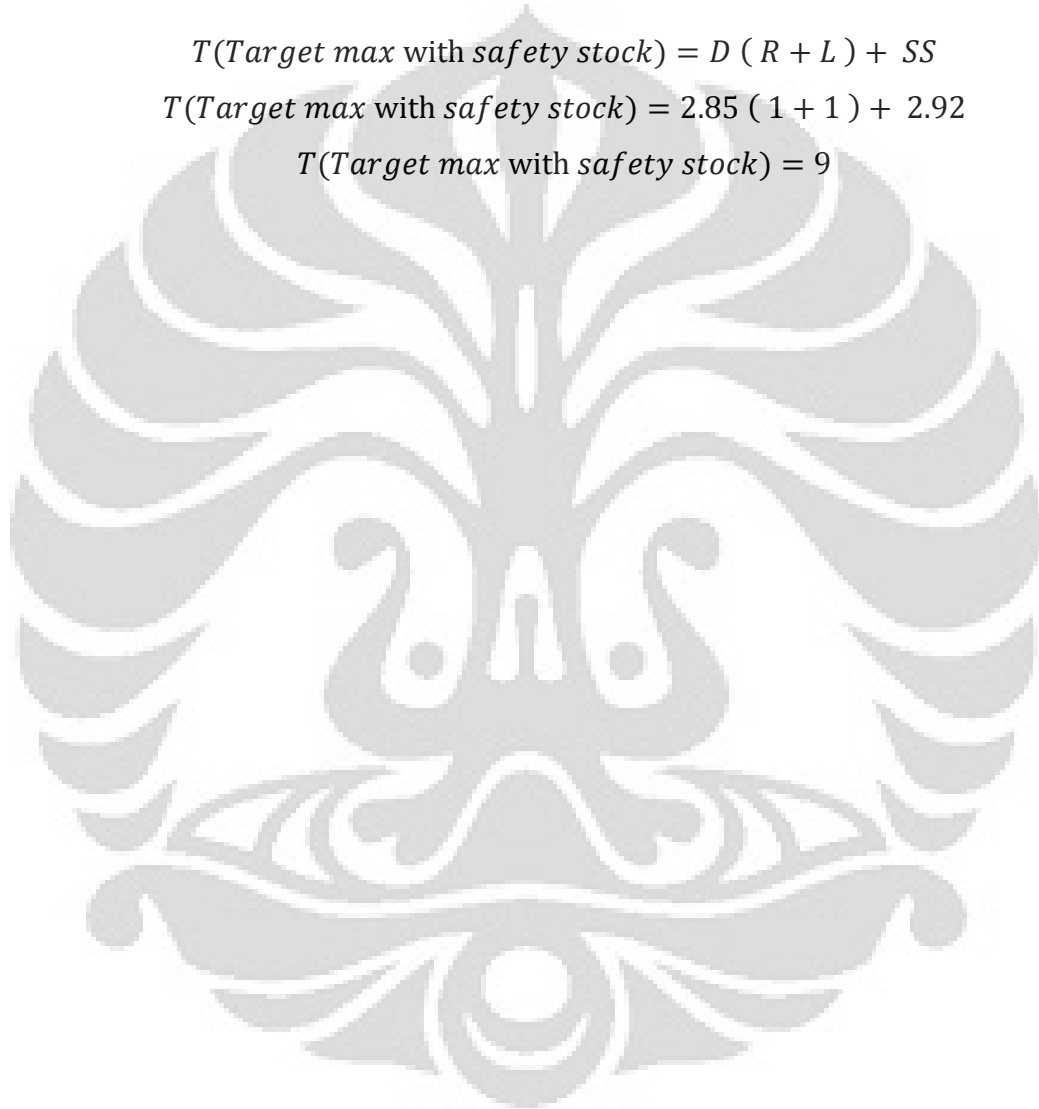 T(Target max with safety stock) = D ( R + L ) + SS
T(Target max with safety stock) = 2.85 ( 1 + 1 ) + 2.92
T(Target max with safety stock) = 9